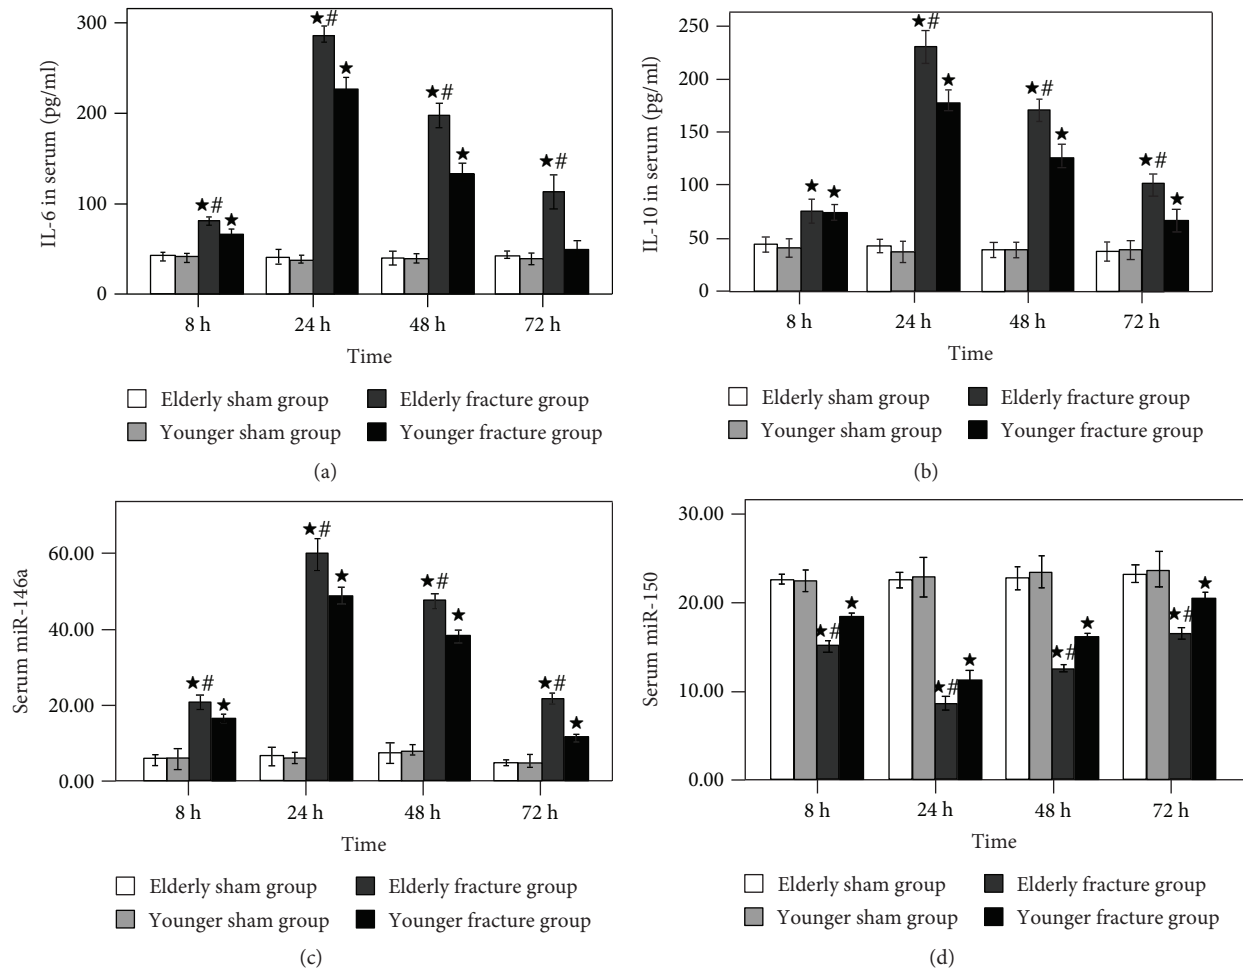 300
200
100
0
IL-6 in serum (pg/ml)
★#
★
★#
★
★#
★
★#
8 h
24 h
48 h
72 h
Time
Elderly sham group
Elderly fracture group
Younger sham group
Younger fracture group
(a)
250
200
150
100
50
0
IL-10 in serum (pg/ml)
★
★
★#
★
★#
★
★#
★
8 h
24 h
48 h
72 h
Time
Elderly sham group
Elderly fracture group
Younger sham group
Younger fracture group
(b)
60.00
40.00
20.00
0.00
Serum miR-146a
★#
★
★#
★
★#
★
★#
★
8 h
24 h
48 h
72 h
Time
Elderly sham group
Elderly fracture group
Younger sham group
Younger fracture group
(c)
30.00
20.00
10.00
0.00
Serum miR-150
★#
★
★#
★
★#
★
★#
★
8 h
24 h
48 h
72 h
Time
Elderly sham group
Elderly fracture group
Younger sham group
Younger fracture group
(d)